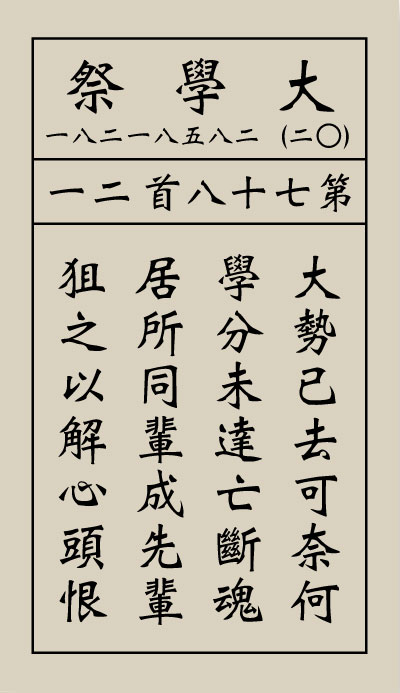 大學祭
(〇二) 二八五八一二八一
第七十八首二一
大勢已去可奈何
學分未達亡斷魂
居所同輩成先輩
狙之以解心頭恨